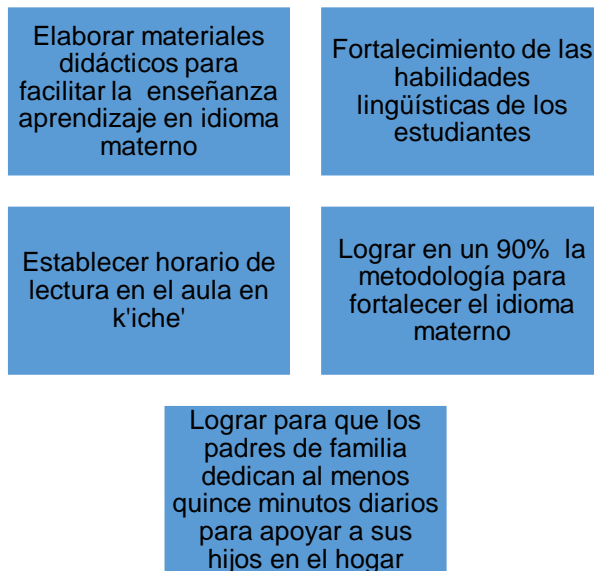 Elaborar materiales
didácticos para
facilitar la  enseñanza
aprendizaje en idioma
materno
Fortalecimiento de las
habilidades
lingüísticas de los
estudiantes
Establecer horario de
lectura en el aula en
k'iche'
Lograr en un 90%  la
metodología para
fortalecer el idioma
materno
Lograr para que los
padres de familia
dedican al menos
quince minutos diarios
para apoyar a sus
hijos en el hogar